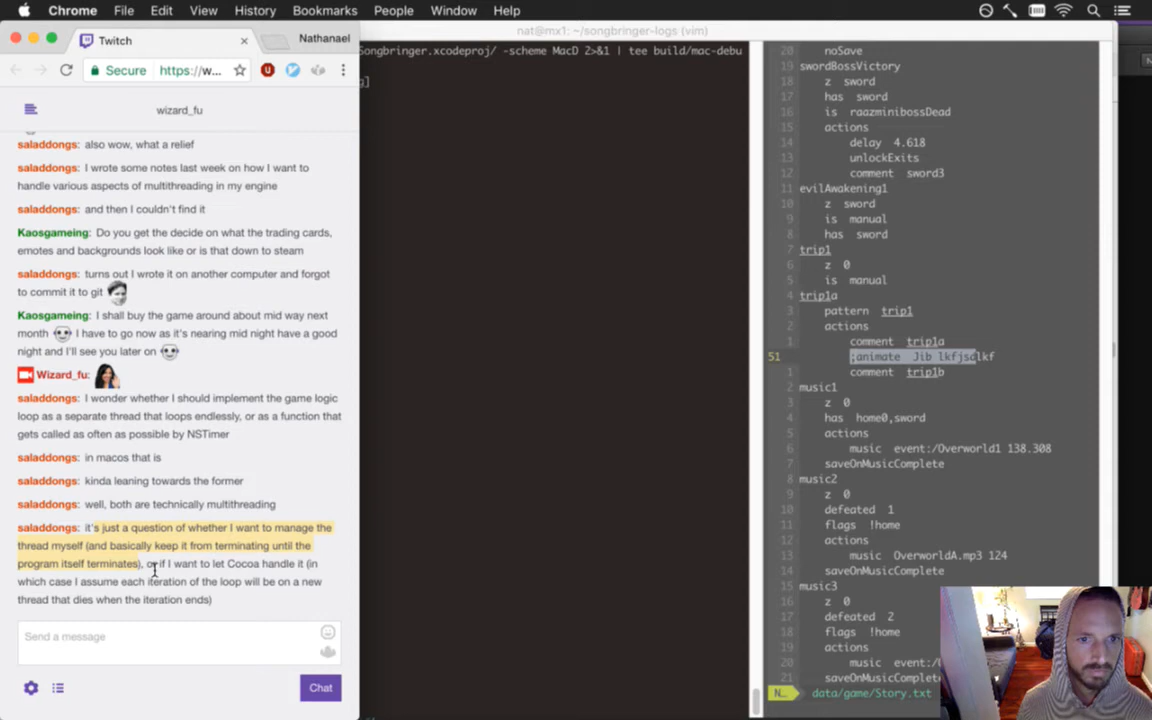 Chrome File Edit View History Bookmarks People Window Help
nat@mx1: ~/songbringer-logs (vim)
Twitch
Nathanael
Secure https://w...
wizard_fu
saladdongs: also wow, what a relief
saladdongs: I wrote some notes last week on how I want to
handle various aspects of multithreading in my engine
saladdongs: and then I couldn't find it
Kaosgameing: Do you get the decide on what the trading cards,
emotes and backgrounds look like or is that down to steam
saladdongs: turns out I wrote it on another computer and forgot
to commit it to git
Kaosgameing: I shall buy the game around about mid way next
month I have to go now as it's nearing mid night have a good
night and I'll see you later on
Wizard_fu:
saladdongs: I wonder whether I should implement the game logic
loop as a separate thread that loops endlessly, or as a function that
gets called as often as possible by NSTimer
saladdongs: in macos that is
saladdongs: kinda leaning towards the former
saladdongs: well, both are technically multithreading
saladdongs: it's just a question of whether I want to manage the
thread myself (and basically keep it from terminating until the
program itself terminates), or if I want to let Cocoa handle it (in
which case I assume each iteration of the loop will be on a new
thread that dies when the iteration ends)
Send a message
Chat
Songbringer.xcodeproj/ -scheme MacD 2>&1 | tee build/mac-debu
g]
20 noSave
19 swordBossVictory
18 z sword
17 has sword
16 is raazminibossDead
15 actions
14 delay 4.618
13 unlockExits
12 comment sword3
11 evilAwakening1
10 z sword
9 is manual
8 has sword
7 trip1
6 z 0
5 is manual
4 trip1a
3 pattern trip1
2 actions
1 comment trip1a
51 ;animate Jib lkfjsdlkf
1 comment trip1b
2 music1
3 z 0
4 has home0,sword
5 actions
6 music event:/Overworld1 138.308
7 saveOnMusicComplete
8 music2
9 z 0
10 defeated 1
11 flags !home
12 actions
13 music OverworldA.mp3 124
14 saveOnMusicComplete
15 music3
16 z 0
17 defeated 2
18 flags !home
19 actions
20 music event:/
21 saveOnMusicComplete
N... data/game/Story.txt